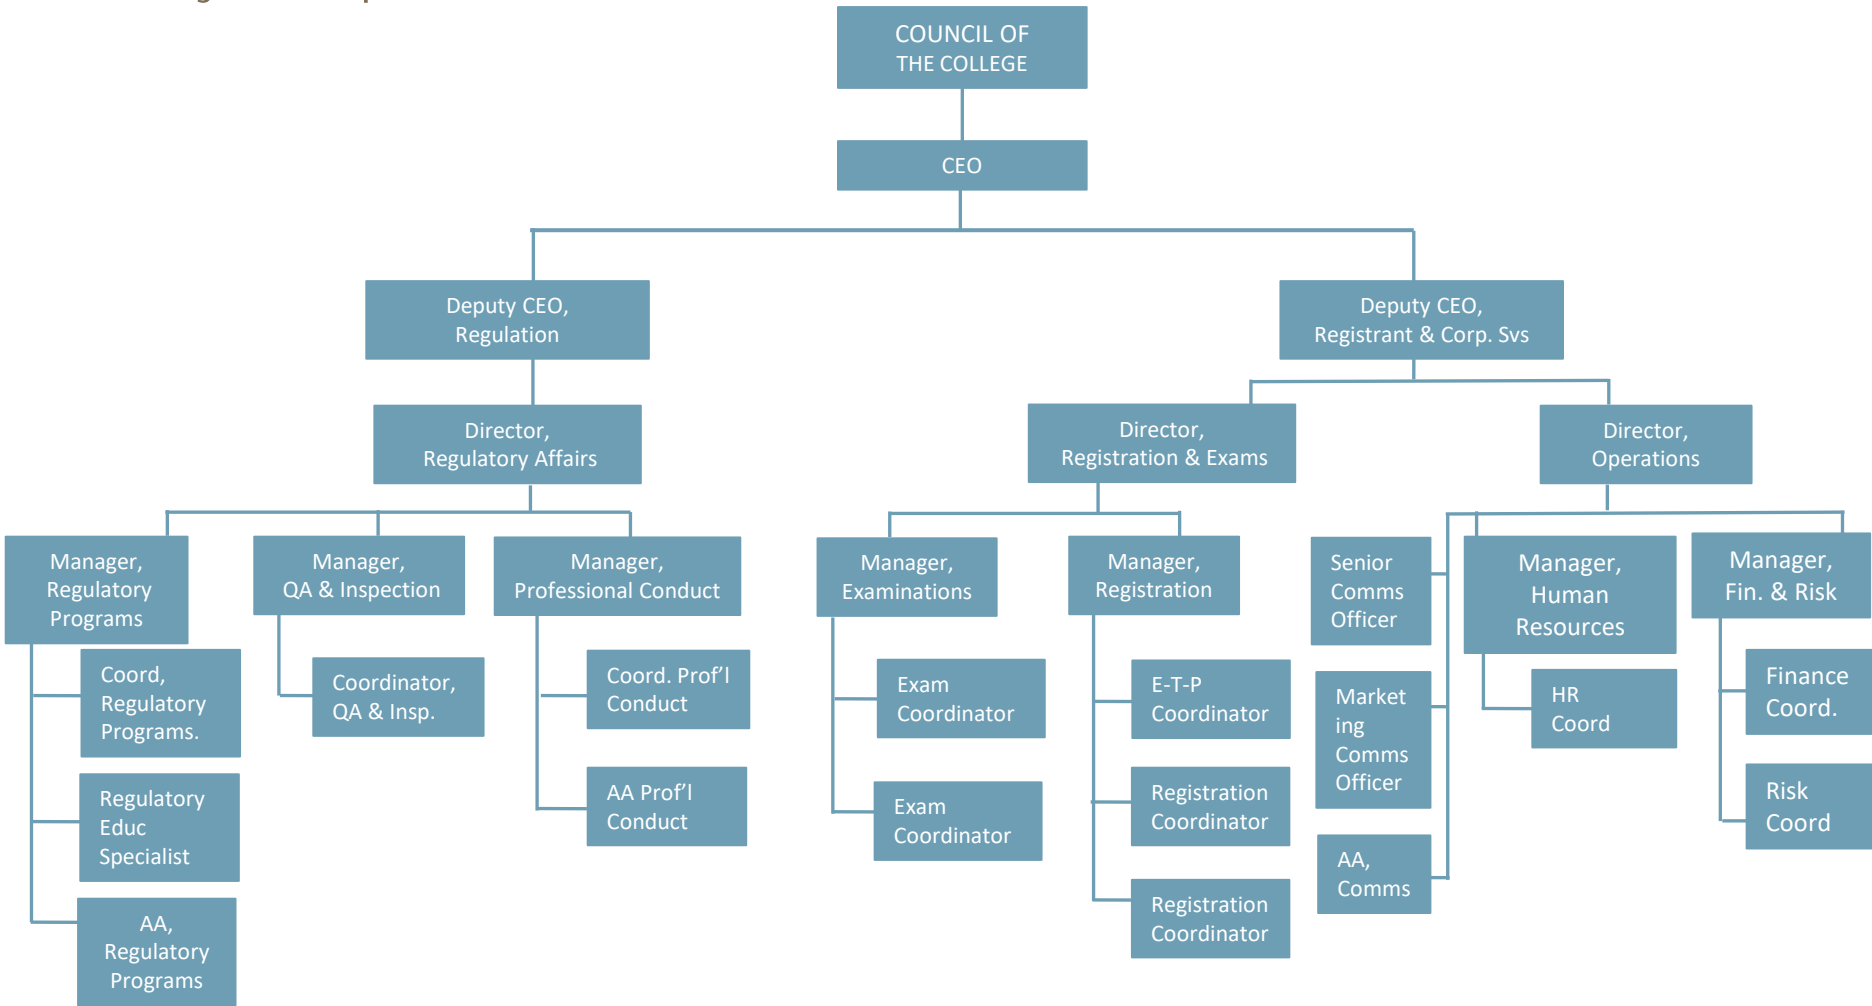 COUNCIL OF
THE COLLEGE
CEO
Deputy CEO,
Regulation
Deputy CEO,
Registrant & Corp. Svs
Director,
Regulatory Affairs
Director,
Registration & Exams
Director,
Operations
Manager,
Regulatory
Programs
Manager,
QA & Inspection
Manager,
Professional Conduct
Manager,
Examinations
Manager,
Registration
Senior
Comms
Officer
Manager,
Human
Resources
Manager,
Fin. & Risk
Coord,
Regulatory
Programs.
Coordinator,
QA & Insp.
Coord. Prof’l
Conduct
Exam
Coordinator
E-T-P
Coordinator
Market
ing
Comms
Officer
HR
Coord
Finance
Coord.
Regulatory
Educ
Specialist
AA Prof’l
Conduct
Exam
Coordinator
Registration
Coordinator
Risk
Coord
AA,
Comms
AA,
Regulatory
Programs
Registration
Coordinator